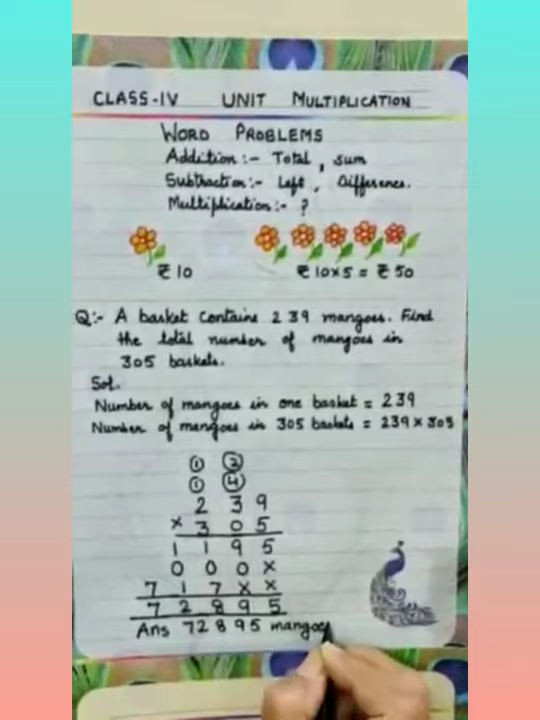 CLASS-IV UNIT MULTIPLICATION
WORD PROBLEMS
Addition:- Total, sum
Subtraction:- Left, Difference.
Multiplication:- ?
₹ 10 ₹ 10×5 = ₹ 50
Q:- A basket contains 239 mangoes. Find
the total number of mangoes in
305 baskets.
Sol.
Number of mangoes in one basket = 239
Number of mangoes in 305 baskets = 239 × 305
① ③
① ④
2 3 9
× 3 0 5
1 1 9 5
0 0 0 ×
7 1 7 × ×
7 2 8 9 5
Ans 72895 mangoes